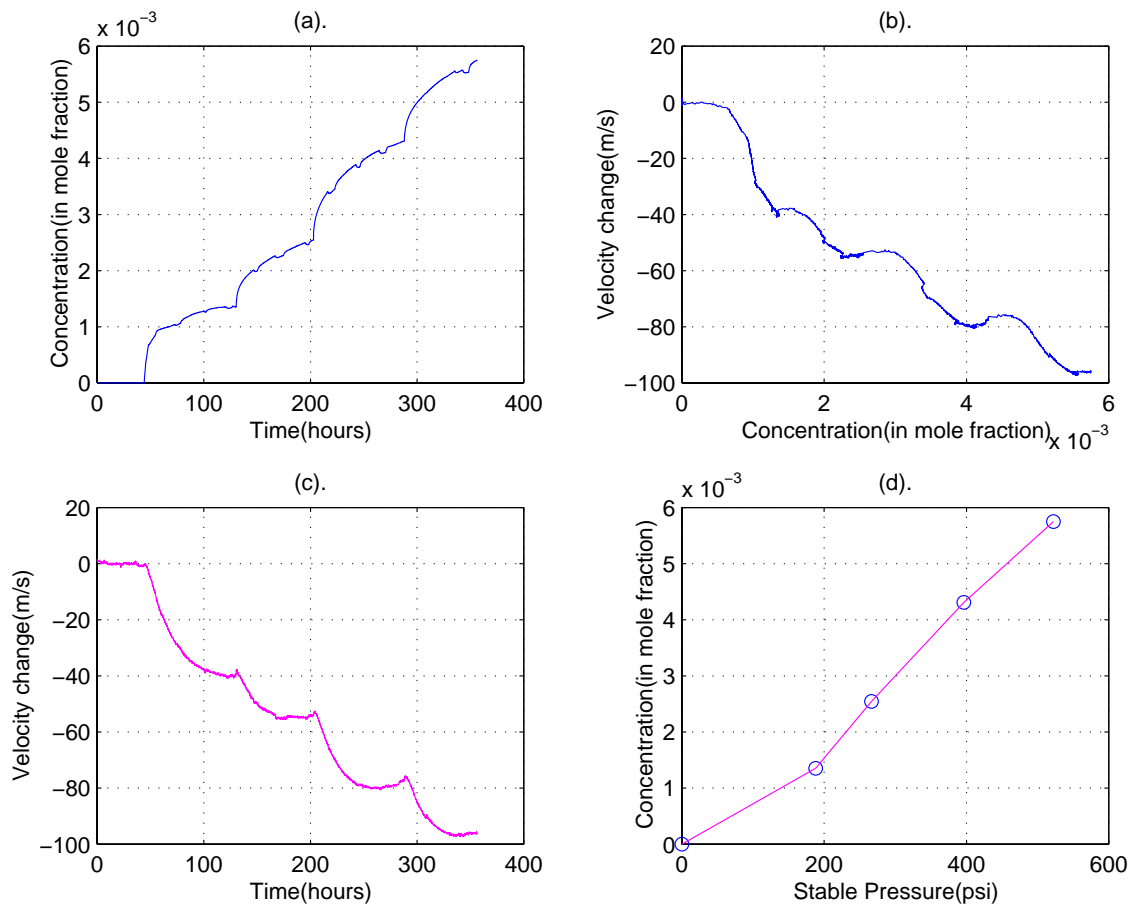 (a).
x 10−3
Concentration(in mole fraction)
6
5
4
3
2
1
0
0 100 200 300 400
Time(hours)
(b).
Velocity change(m/s)
20
0
−20
−40
−60
−80
−100
0 2 4 6
Concentration(in mole fraction)
x 10−3
(c).
Velocity change(m/s)
20
0
−20
−40
−60
−80
−100
0 100 200 300 400
Time(hours)
(d).
x 10−3
Concentration(in mole fraction)
6
5
4
3
2
1
0
0 200 400 600
Stable Pressure(psi)